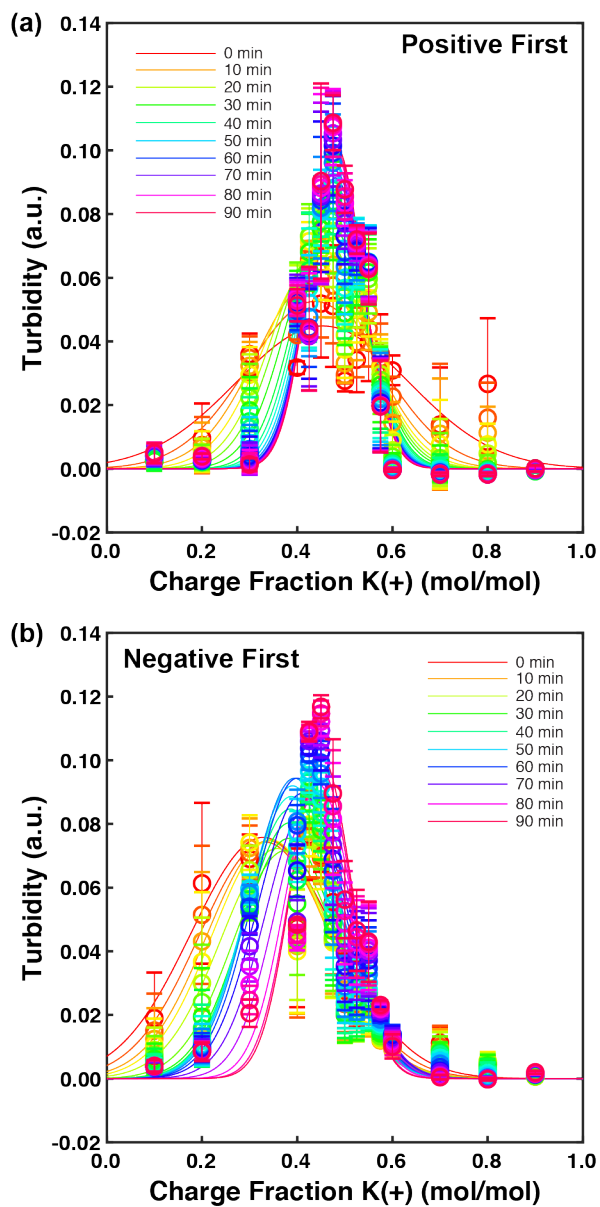 (a)
Positive First
0.14
0.12
0.10
0.08
0.06
0.04
0.02
0.00
-0.02
Turbidity (a.u.)
0 min
10 min
20 min
30 min
40 min
50 min
60 min
70 min
80 min
90 min
0.0 0.2 0.4 0.6 0.8 1.0
Charge Fraction K(+) (mol/mol)
(b)
Negative First
0.14
0.12
0.10
0.08
0.06
0.04
0.02
0.00
-0.02
Turbidity (a.u.)
0 min
10 min
20 min
30 min
40 min
50 min
60 min
70 min
80 min
90 min
0.0 0.2 0.4 0.6 0.8 1.0
Charge Fraction K(+) (mol/mol)